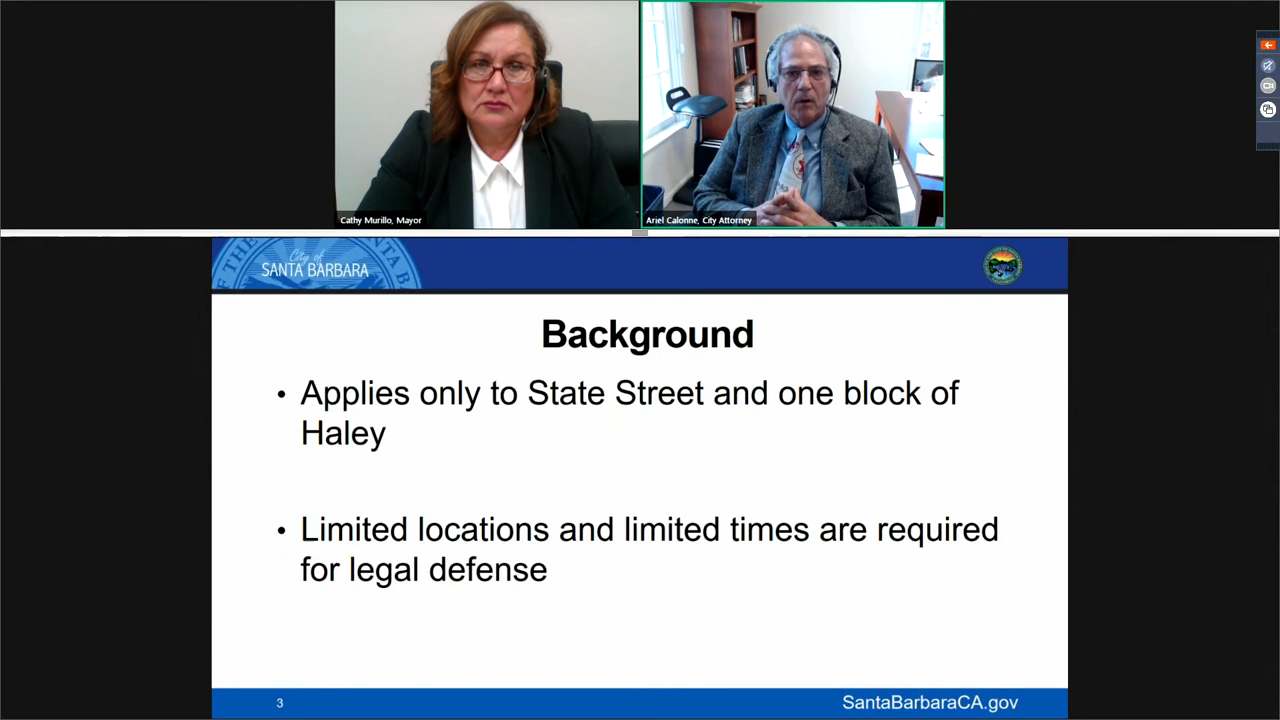 Cathy Murillo, Mayor
Ariel Calonne, City Attorney
City of
SANTA BARBARA
Background
• Applies only to State Street and one block of
Haley
• Limited locations and limited times are required
for legal defense
3
SantaBarbaraCA.gov